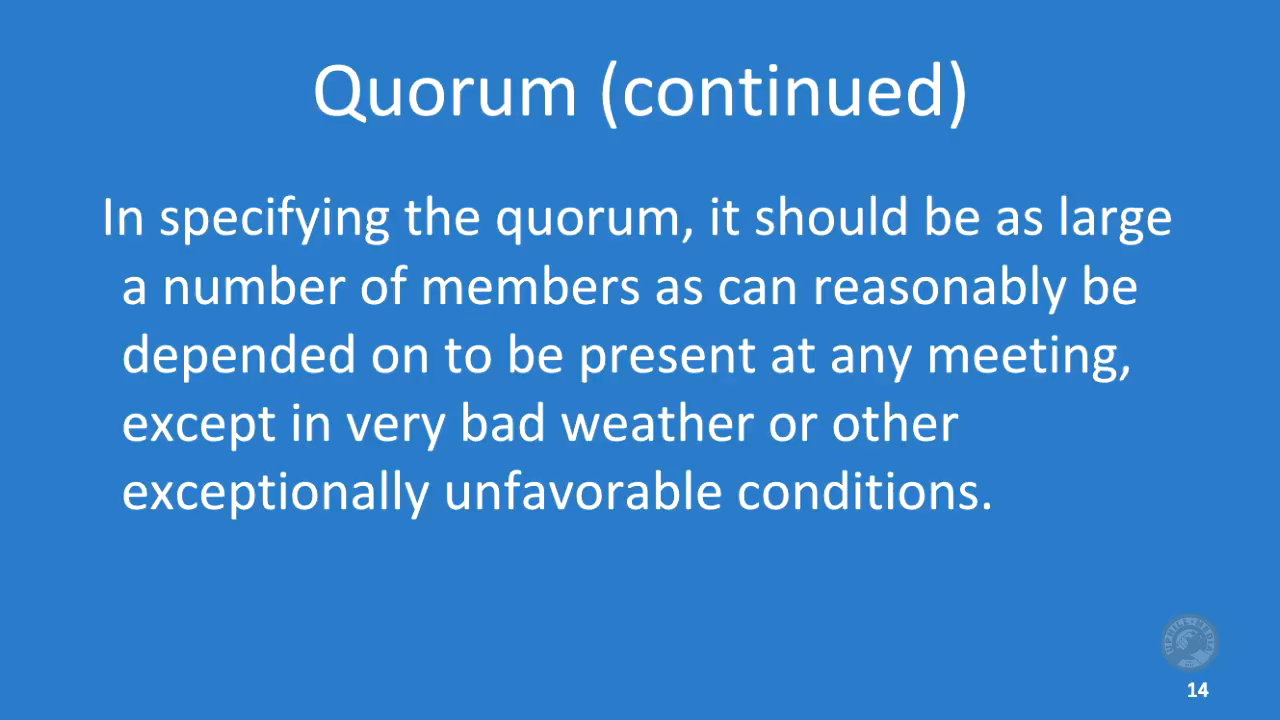 Quorum (continued)
In specifying the quorum, it should be as large
a number of members as can reasonably be
depended on to be present at any meeting,
except in very bad weather or other
exceptionally unfavorable conditions.
14